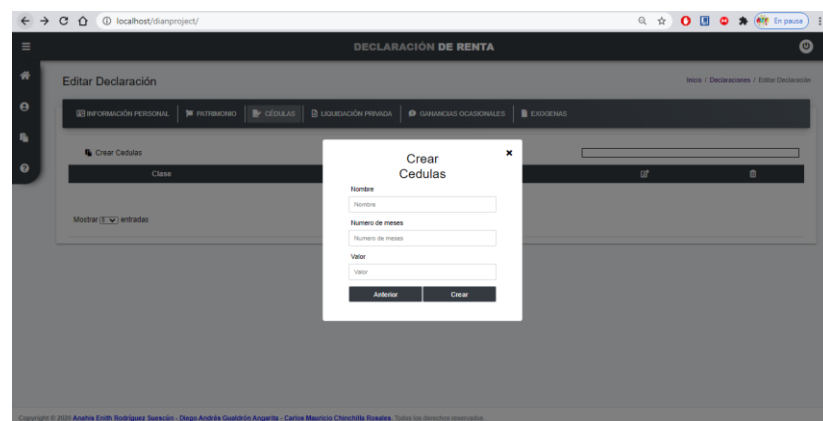 localhost/dianproject/
En pausa
DECLARACIÓN DE RENTA
Editar Declaración
Inicio / Declaraciones / Editar Declaración
INFORMACIÓN PERSONAL
PATRIMONIO
CÉDULAS
LIQUIDACIÓN PRIVADA
GANANCIAS OCASIONALES
EXOGENAS
Crear Cedulas
Clase
Mostrar 5 entradas
Crear
Cedulas
Nombre
Nombre
Numero de meses
Numero de meses
Valor
Valor
Anterior
Crear
Copyright © 2020 Anahis Enith Rodríguez Suescún - Diego Andrés Gualdrón Angarita - Carlos Mauricio Chinchilla Rosales. Todos los derechos reservados.